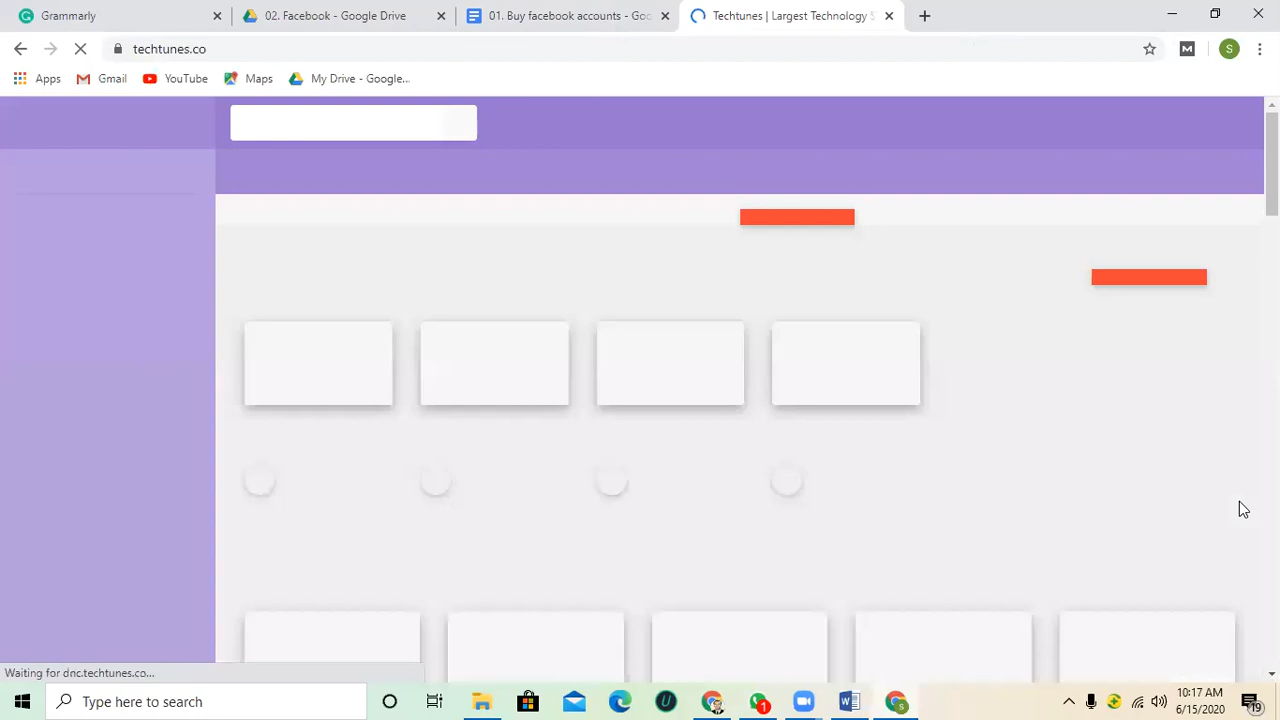 Grammarly
02. Facebook - Google Drive
01. Buy facebook accounts - Goo
Techtunes | Largest Technology S
techtunes.co
M
S
Apps
Gmail
YouTube
Maps
My Drive - Google...
Waiting for dnc.techtunes.co...
Type here to search
1
10:17 AM
6/15/2020
19